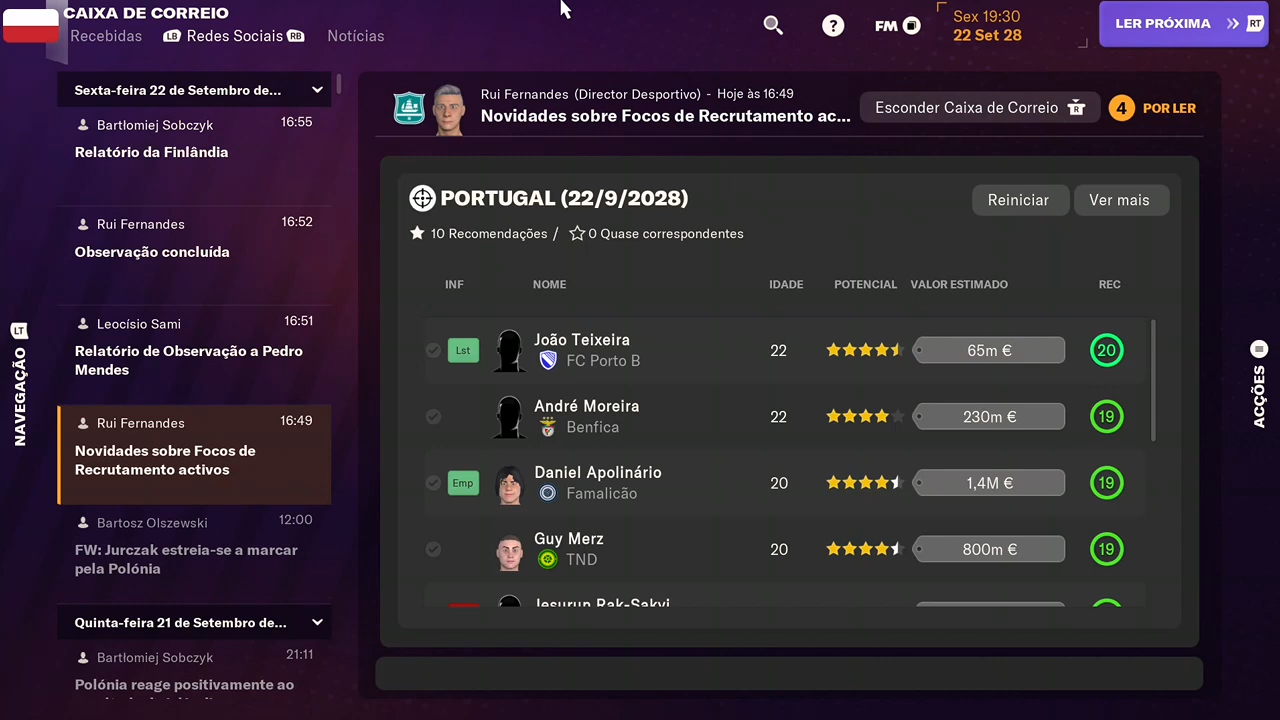 CAIXA DE CORREIO
Recebidas LB Redes Sociais RB Notícias
? FM
Sex 19:30
22 Set 28
LER PRÓXIMA RT
Sexta-feira 22 de Setembro de...
Bartłomiej Sobczyk 16:55
Relatório da Finlândia
Rui Fernandes 16:52
Observação concluída
Leocísio Sami 16:51
Relatório de Observação a Pedro
Mendes
Rui Fernandes 16:49
Novidades sobre Focos de
Recrutamento activos
Bartosz Olszewski 12:00
FW: Jurczak estreia-se a marcar
pela Polónia
Quinta-feira 21 de Setembro de...
Bartłomiej Sobczyk 21:11
Polónia reage positivamente ao
LT
NAVEGAÇÃO
Rui Fernandes (Director Desportivo) - Hoje às 16:49
Novidades sobre Focos de Recrutamento ac...
Esconder Caixa de Correio R
4 POR LER
PORTUGAL (22/9/2028)
Reiniciar Ver mais
10 Recomendações / 0 Quase correspondentes
INF NOME IDADE POTENCIAL VALOR ESTIMADO REC
Lst João Teixeira 22 65m € 20
FC Porto B
André Moreira 22 230m € 19
Benfica
Emp Daniel Apolinário 20 1,4M € 19
Famalicão
Guy Merz 20 800m € 19
TND
Jesurun Rak-Sakyi
ACÇÕES